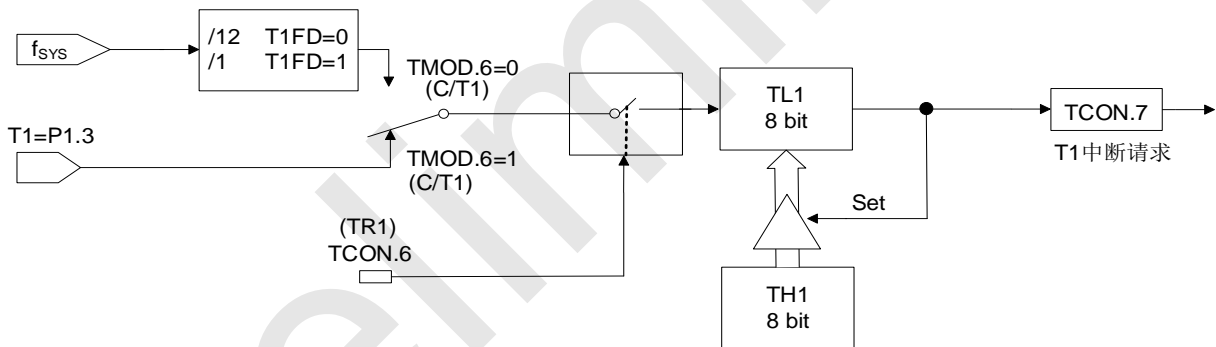 f_SYS
/12 T1FD=0
/1 T1FD=1
TMOD.6=0
(C/T1)
T1=P1.3
TMOD.6=1
(C/T1)
(TR1)
TCON.6
TL1
8 bit
TCON.7
T1中断请求
Set
TH1
8 bit